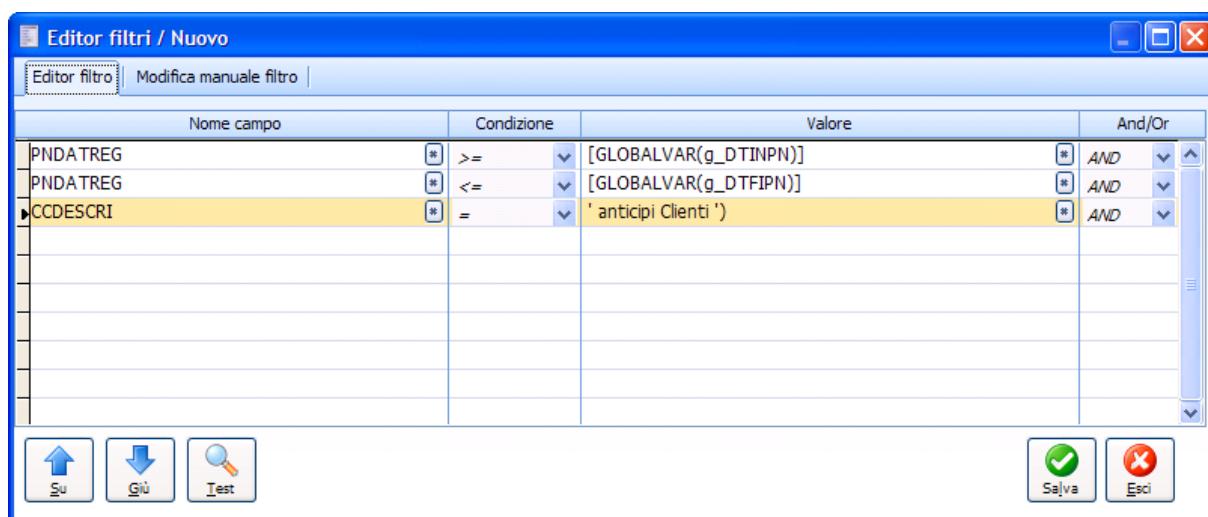 Editor filtri / Nuovo
Editor filtro Modifica manuale filtro
Nome campo Condizione Valore And/Or
PNDATREG >= [GLOBALVAR(g_DTINPN)] AND
PNDATREG <= [GLOBALVAR(g_DTFIPN)] AND
CCDESCRI = ' anticipi Clienti ') AND
Su Giù Test Salva Esci